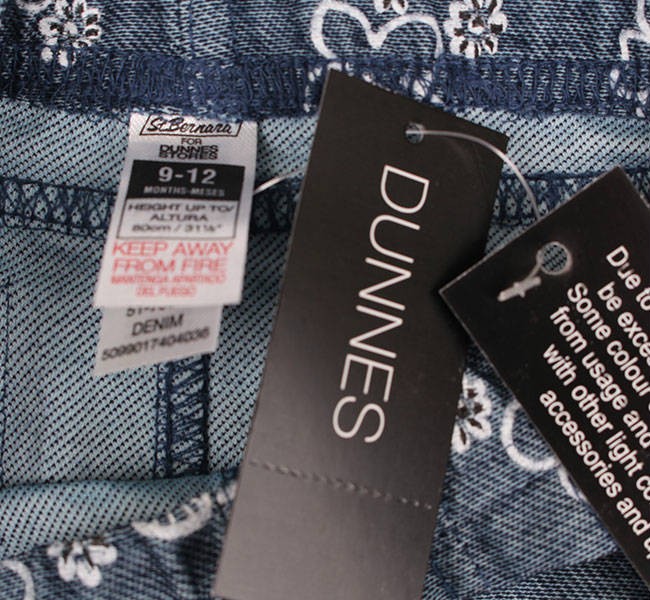 St. Bernard
FOR
DUNNES
STORES
9-12
MONTHS-MESES
HEIGHT UP TO/
ALTURA
80cm / 31½"
KEEP AWAY
FROM FIRE
MANTENGA APARTADO
DEL FUEGO
DENIM
5099017404036
DUNNES
Due to
be excee
Some colour
from usage and
with other light co
accessories and up